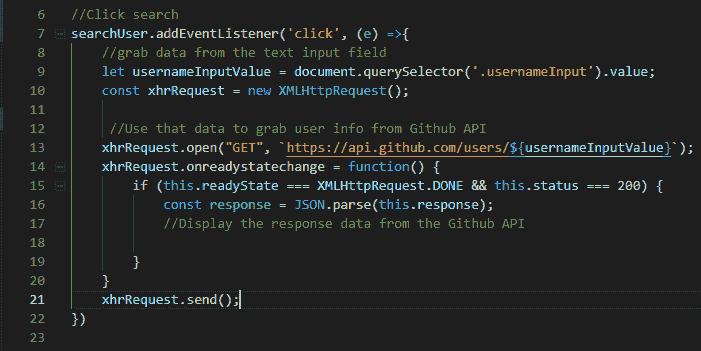 6 //Click search
7 searchUser.addEventListener('click', (e) =>{
8 //grab data from the text input field
9 let usernameInputValue = document.querySelector('.usernameInput').value;
10 const xhrRequest = new XMLHttpRequest();
11
12 //Use that data to grab user info from Github API
13 xhrRequest.open("GET", `https://api.github.com/users/${usernameInputValue}`);
14 xhrRequest.onreadystatechange = function() {
15 if (this.readyState === XMLHttpRequest.DONE && this.status === 200) {
16 const response = JSON.parse(this.response);
17 //Display the response data from the Github API
18
19 }
20 }
21 xhrRequest.send();
22 })
23